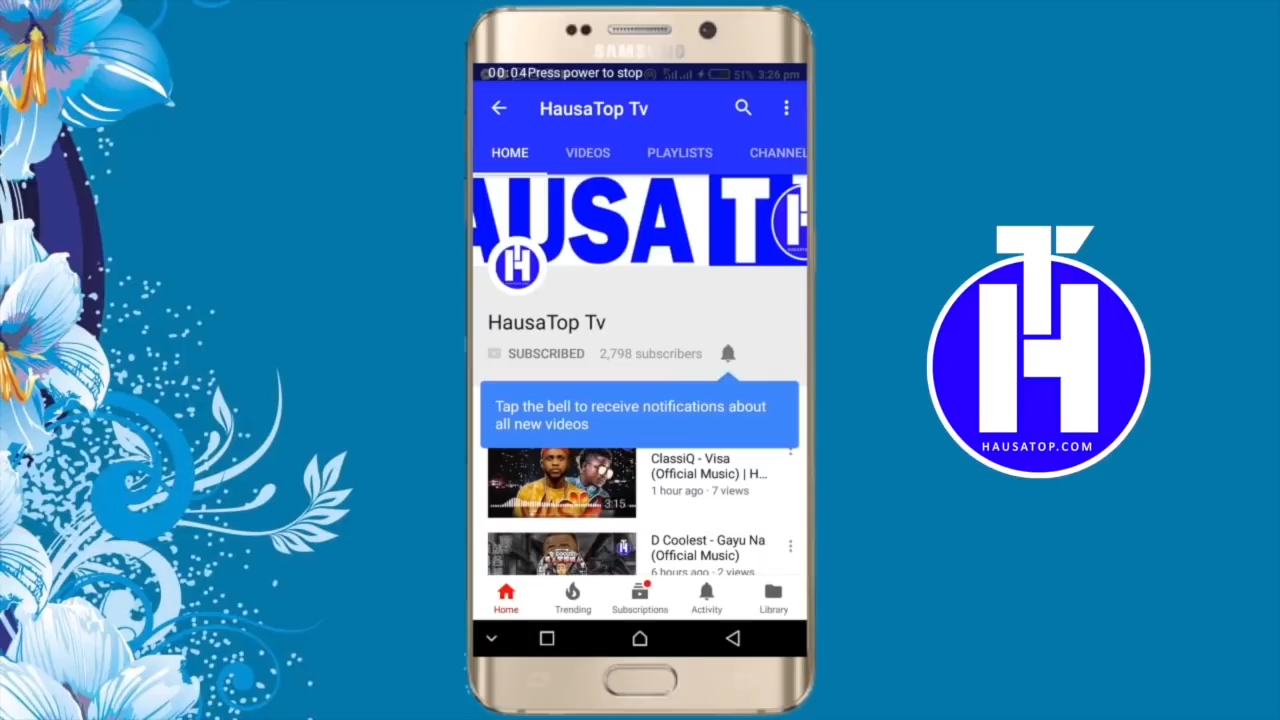 SAMSUNG
00:04Press power to stop
51% 3:26 pm
HausaTop Tv
HOME VIDEOS PLAYLISTS CHANNEL
AUSA T
H
H
HausaTop Tv
SUBSCRIBED 2,798 subscribers
Tap the bell to receive notifications about
all new videos
ClassiQ - Visa
(Official Music) | H...
1 hour ago · 7 views
3:15
D Coolest - Gayu Na
(Official Music)
6 hours ago · 2 views
Home Trending Subscriptions Activity Library
TH
HAUSATOP.COM